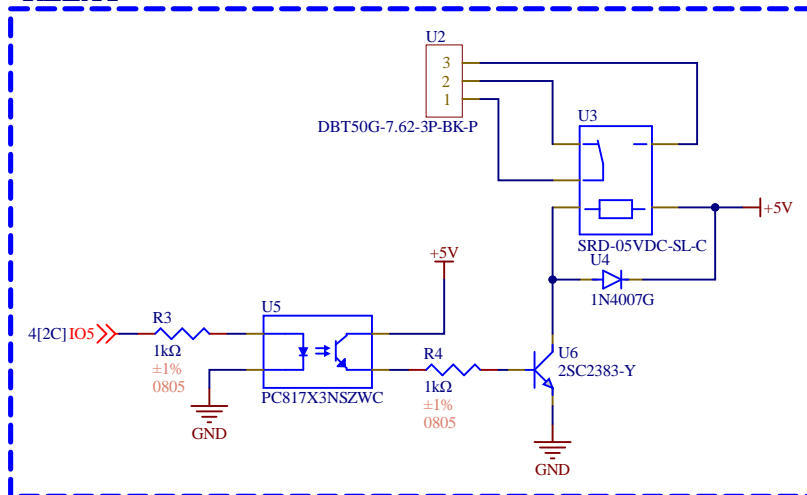 U2
3
2
1
DBT50G-7.62-3P-BK-P
U3
+5V
SRD-05VDC-SL-C
U4
1N4007G
+5V
U5
4[2C] IO5
R3
1kΩ
±1%
0805
PC817X3NSZWC
R4
1kΩ
±1%
0805
U6
2SC2383-Y
GND
GND